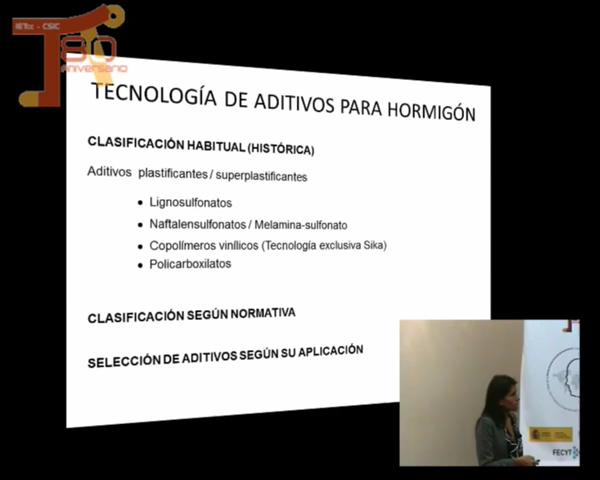 IETcc - CSIC
80
aniversario
TECNOLOGÍA DE ADITIVOS PARA HORMIGÓN
CLASIFICACIÓN HABITUAL (HISTÓRICA)
Aditivos plastificantes / superplastificantes
• Lignosulfonatos
• Naftalensulfonatos / Melamina-sulfonato
• Copolímeros vinílicos (Tecnología exclusiva Sika)
• Policarboxilatos
CLASIFICACIÓN SEGÚN NORMATIVA
SELECCIÓN DE ADITIVOS SEGÚN SU APLICACIÓN
FECYT